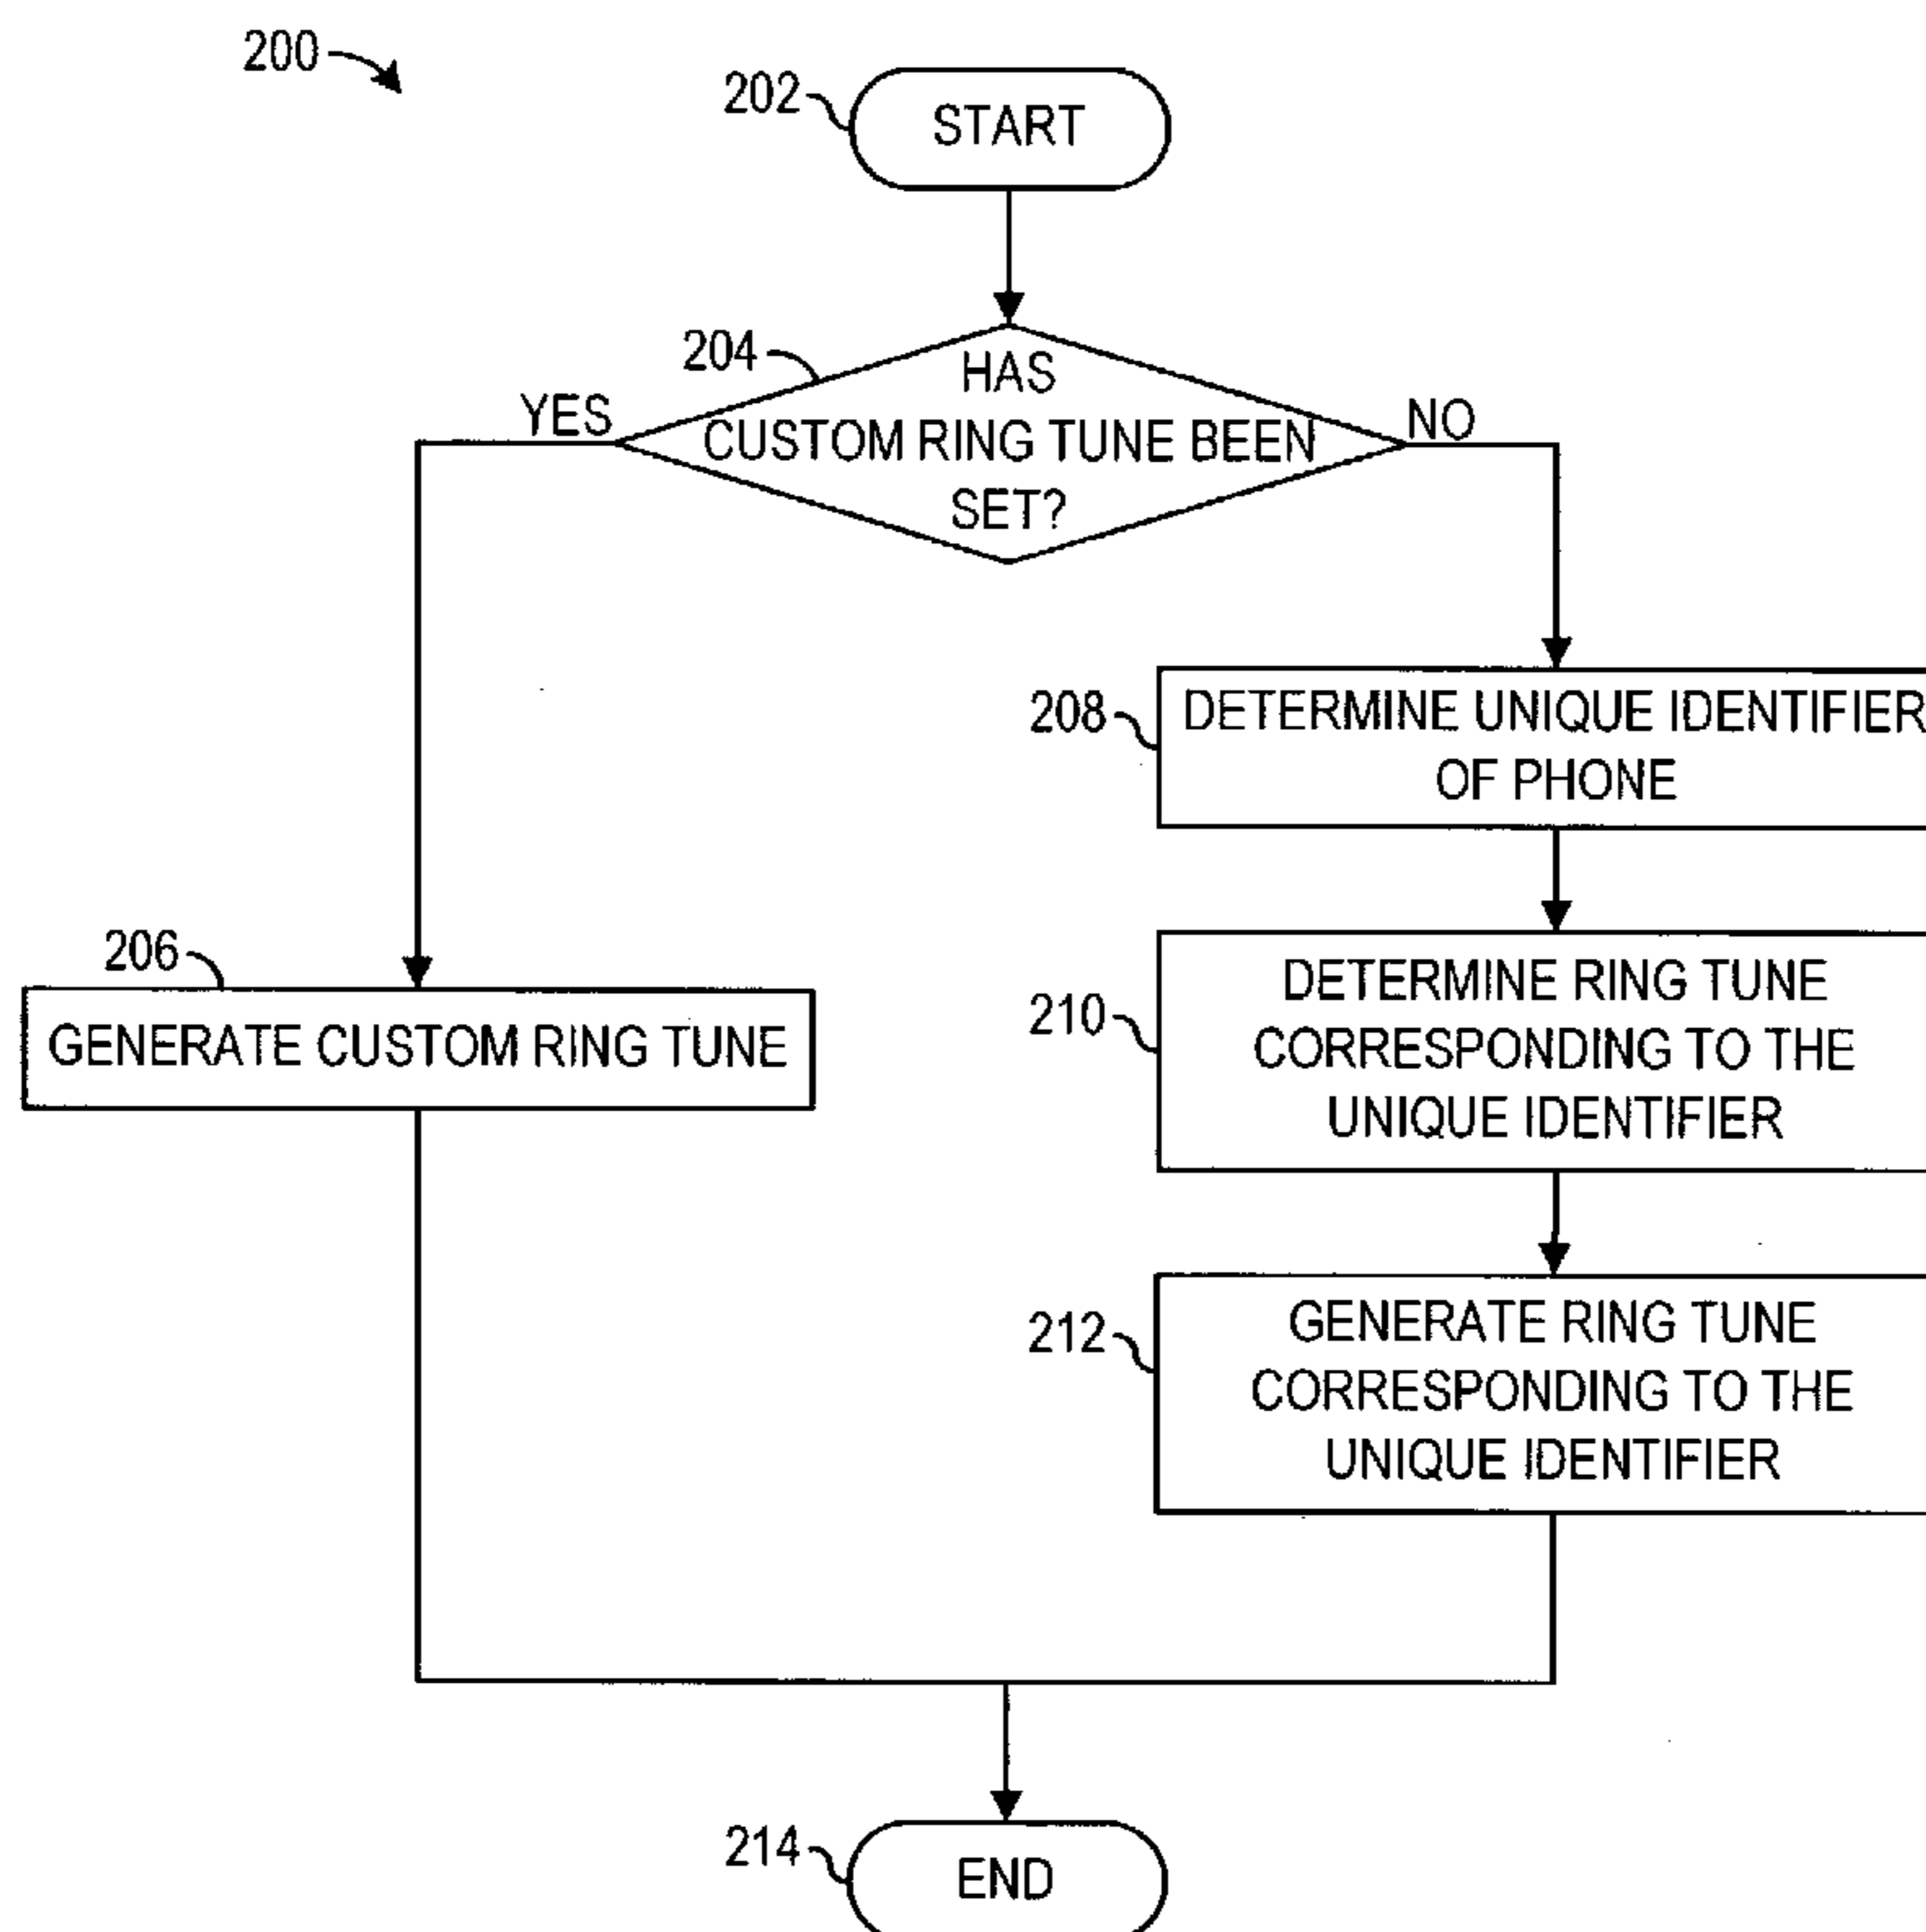 200
202
START
204
HAS
CUSTOM RING TUNE BEEN
SET?
YES
NO
208
DETERMINE UNIQUE IDENTIFIER
OF PHONE
206
GENERATE CUSTOM RING TUNE
210
DETERMINE RING TUNE
CORRESPONDING TO THE
UNIQUE IDENTIFIER
212
GENERATE RING TUNE
CORRESPONDING TO THE
UNIQUE IDENTIFIER
214
END